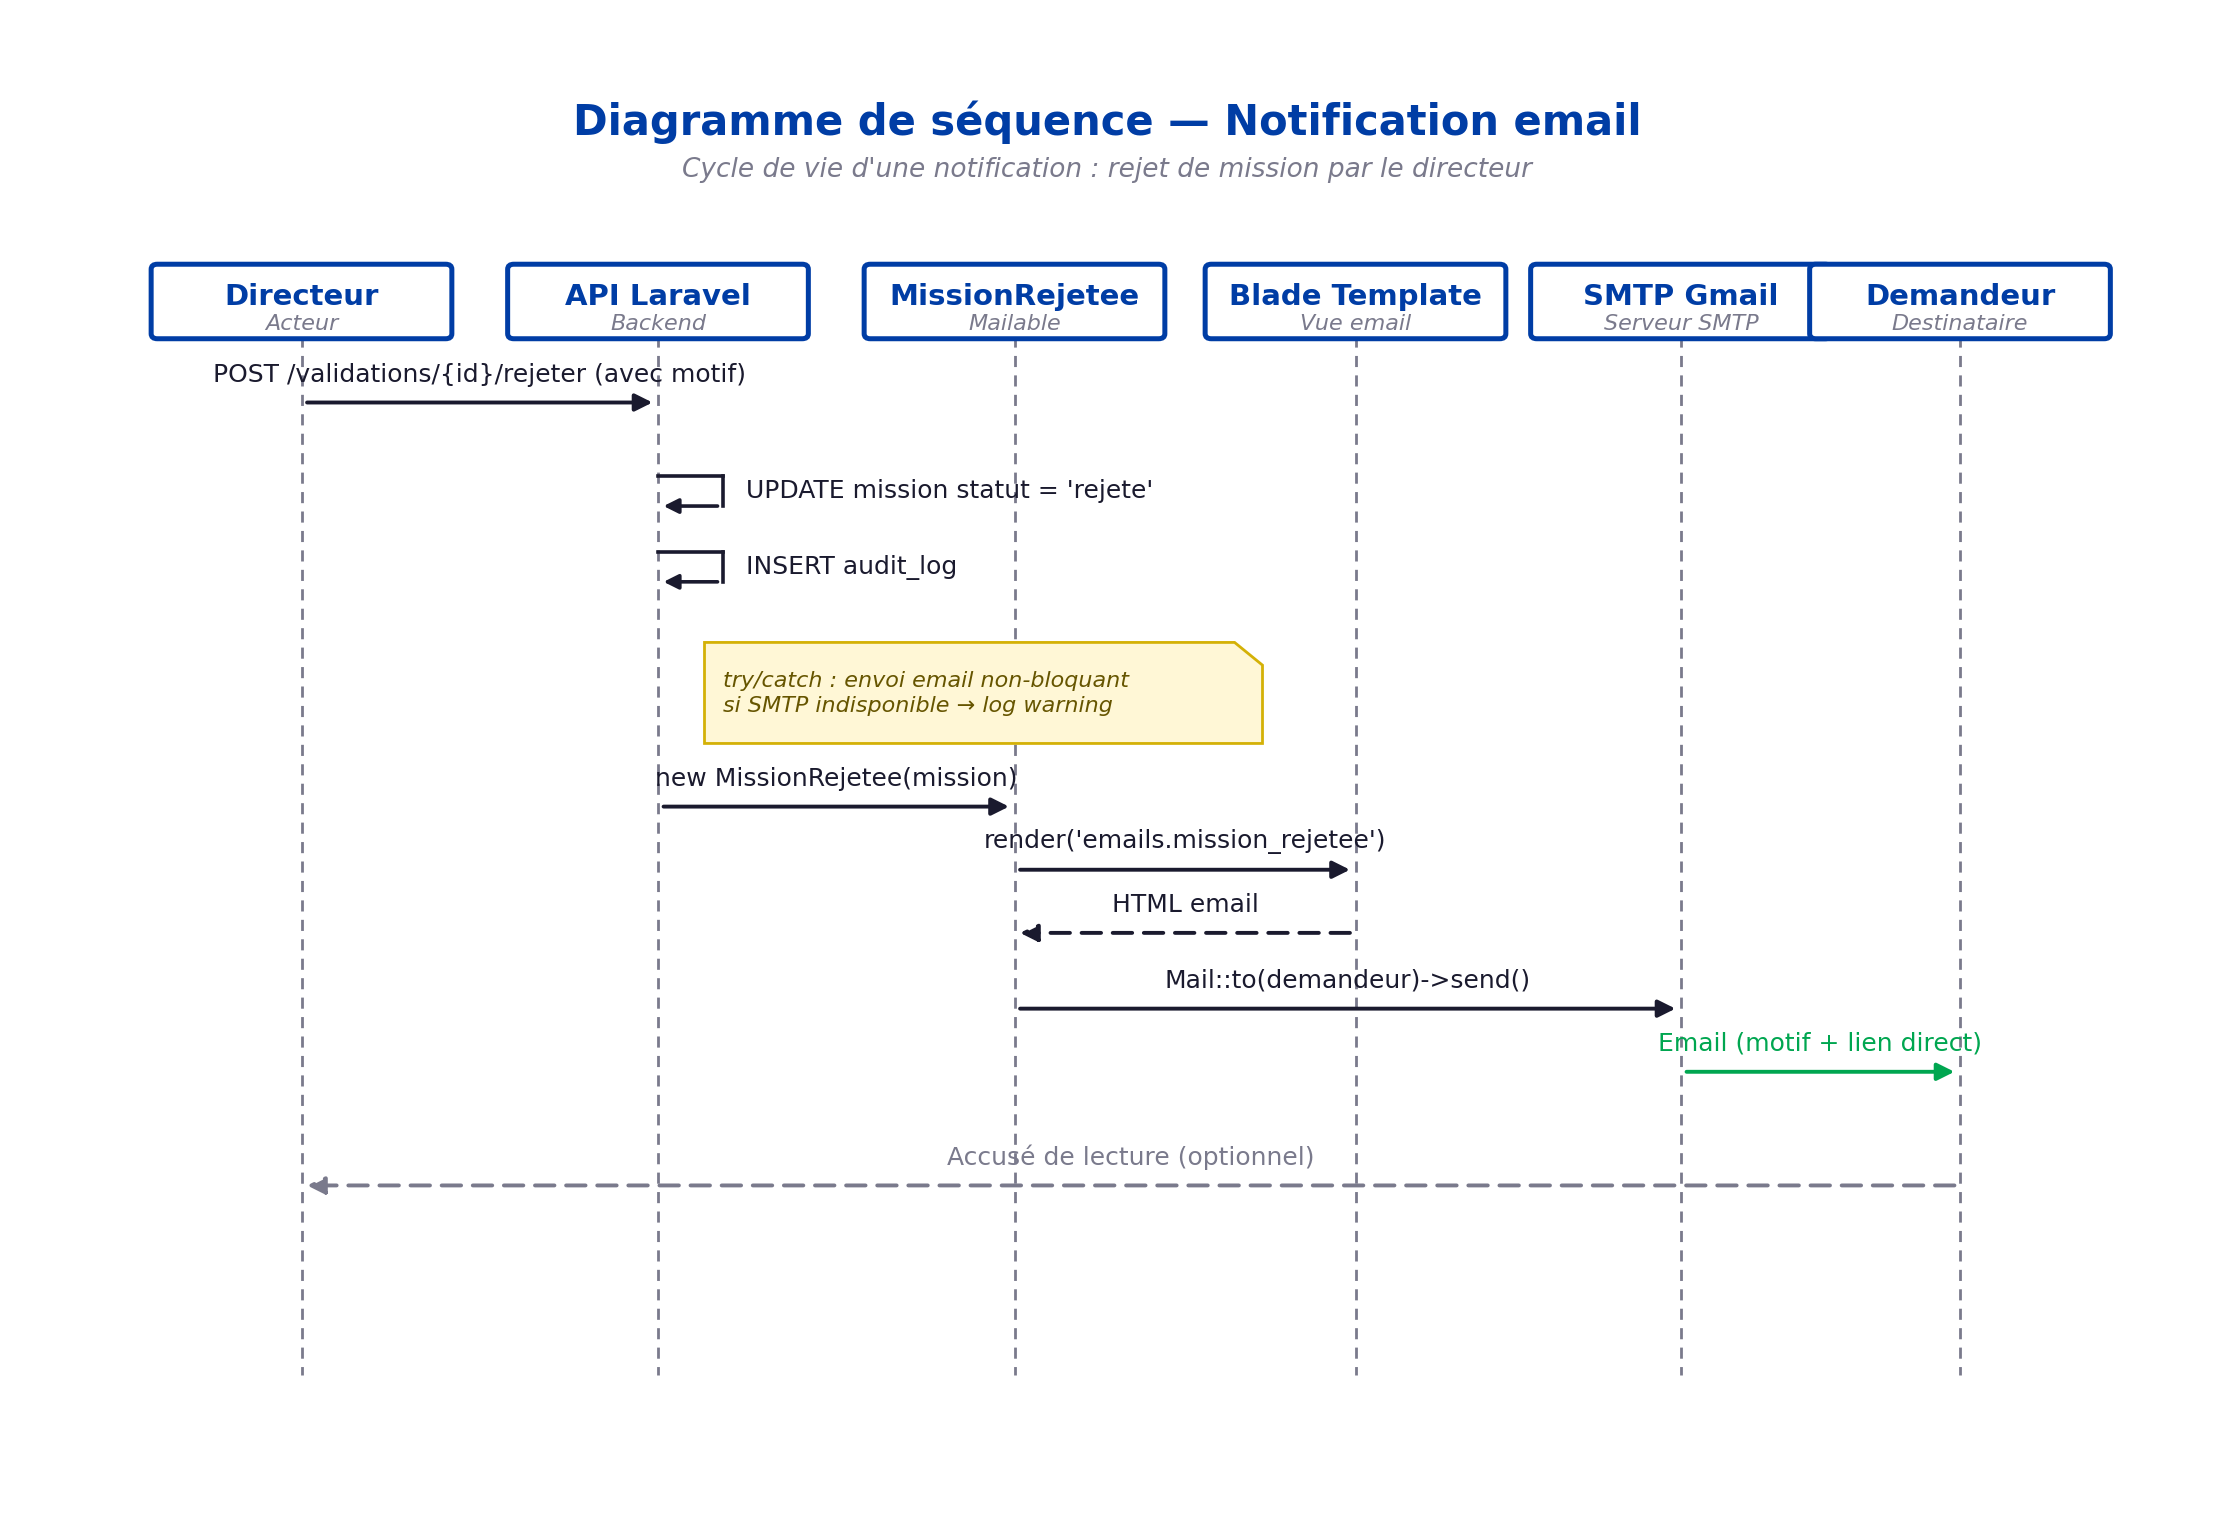 Diagramme de séquence — Notification email
Cycle de vie d'une notification : rejet de mission par le directeur
Directeur
Acteur
API Laravel
Backend
MissionRejetee
Mailable
Blade Template
Vue email
SMTP Gmail
Serveur SMTP
Demandeur
Destinataire
POST /validations/{id}/rejeter (avec motif)
UPDATE mission statut = 'rejete'
INSERT audit_log
try/catch : envoi email non-bloquant
si SMTP indisponible → log warning
new MissionRejetee(mission)
render('emails.mission_rejetee')
HTML email
Mail::to(demandeur)->send()
Email (motif + lien direct)
Accusé de lecture (optionnel)